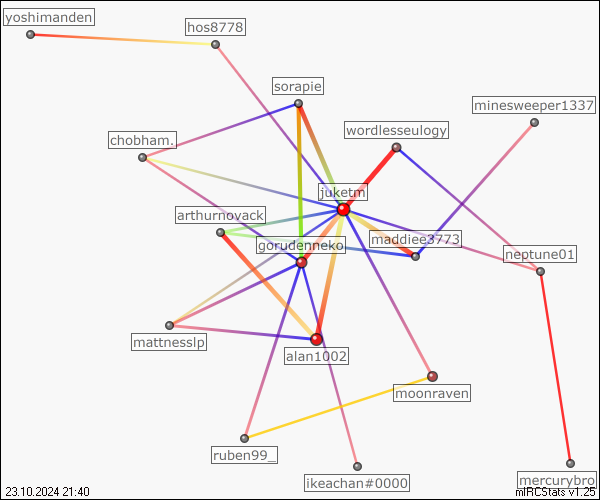 yoshimanden
hos8778
sorapie
minesweeper1337
wordlesseulogy
chobham.
juketm
arthurnovack
maddiee3773
gorudenneko
neptune01
mattnesslp
alan1002
moonraven
ruben99_
ikeachan#0000
mercurybro
23.10.2024 21:40
mIRCStats v1.25